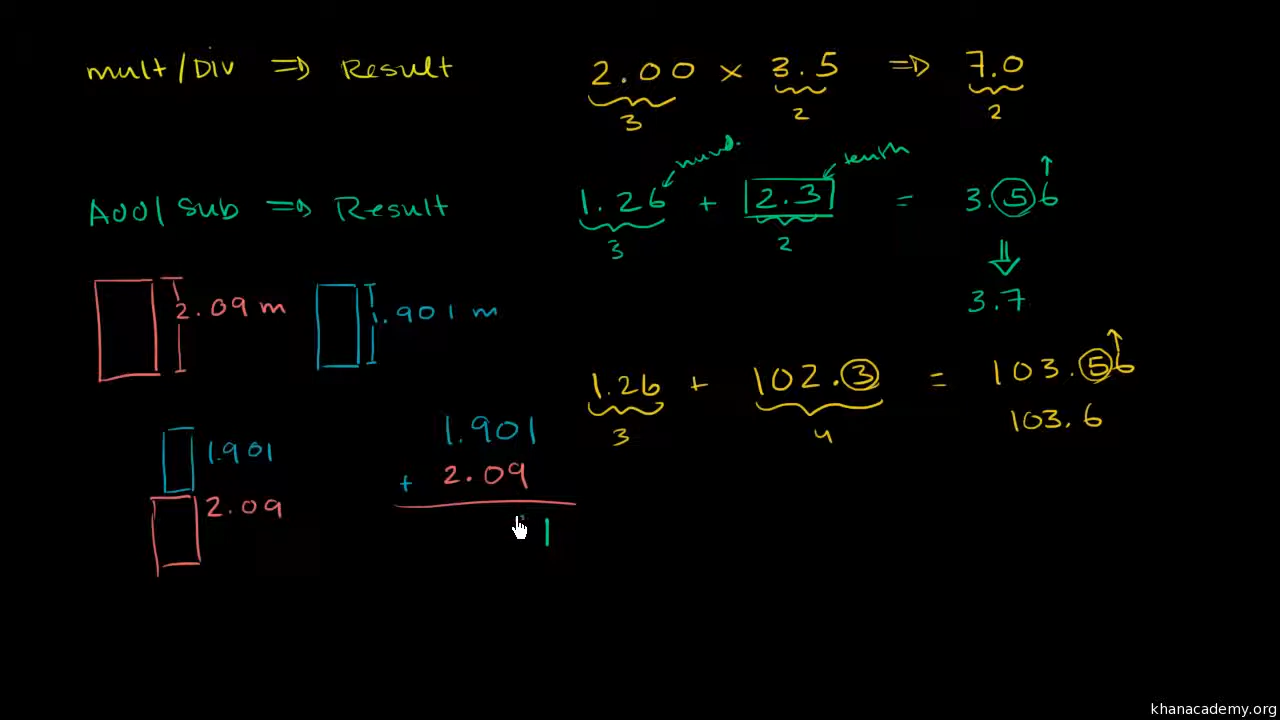 mult/Div ⇒ Result
2.00 × 3.5 ⇒ 7.0
3 2 2
hund. tenth
Add/Sub ⇒ Result
1.26 + 2.3 = 3.56
3 2
3.7
2.09 m 1.901 m
1.26 + 102.3 = 103.56
3 4
103.6
1.901
2.09
1.901
+ 2.09
1
khanacademy.org